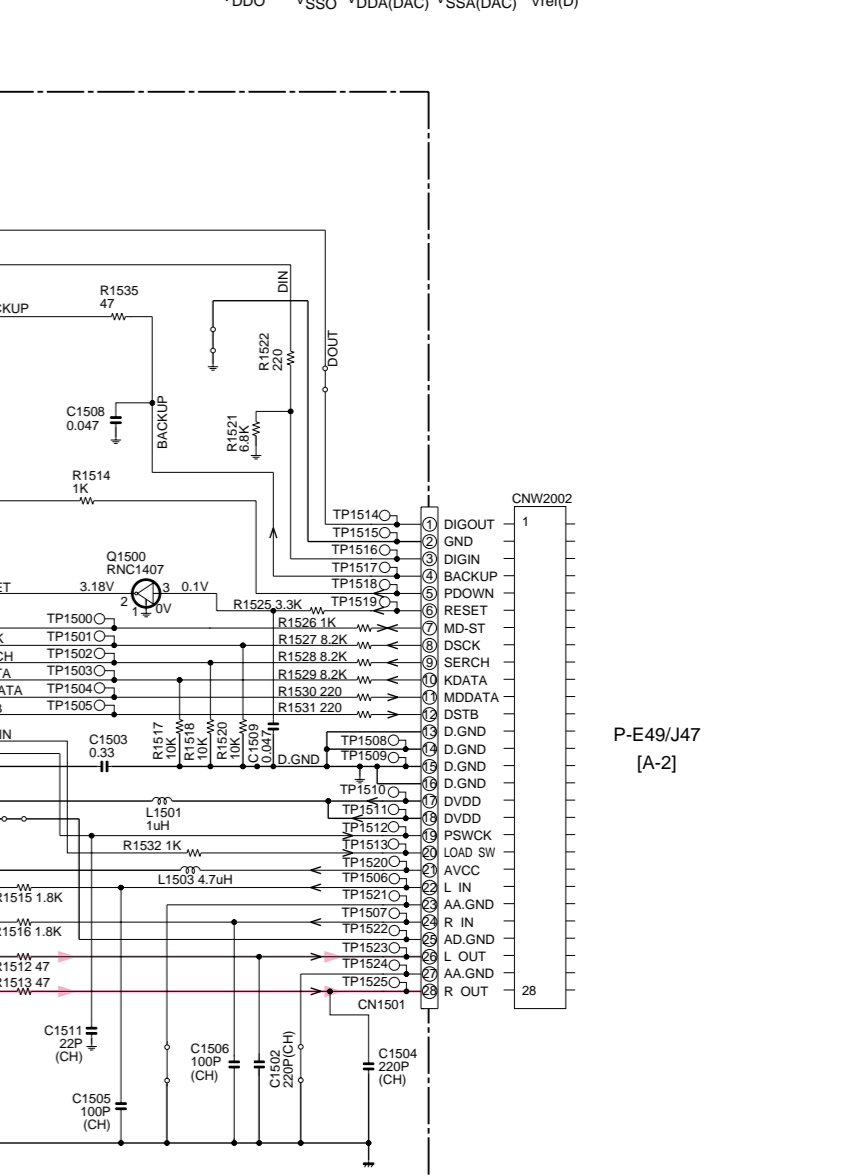 VDDO VSSO VDDA(DAC) VSSA(DAC) Vref(D)
DIN
R1535
47
CKUP
R1522
220
DOUT
C1508
0.047
BACKUP
R1521
6.8K
R1514
1K
CNW2002
TP1514 1 DIGOUT 1
TP1515 2 GND
TP1516 3 DIGIN
TP1517 4 BACKUP
TP1518 5 PDOWN
Q1500
RNC1407
ET 3.18V 2 3 0.1V
1 0V
R1525 3.3K TP1519 6 RESET
TP1500 R1526 1K 7 MD-ST
K TP1501 R1527 8.2K 8 DSCK
CH TP1502 R1528 8.2K 9 SERCH
TA TP1503 R1529 8.2K 10 KDATA
ATA TP1504 R1530 220 11 MDDATA
B TP1505 R1531 220 12 DSTB
R1517
10K
R1518
10K
R1520
10K
C1509
0.047
IN
C1503
0.33
13 D.GND
TP1508 14 D.GND
D.GND TP1509 15 D.GND
16 D.GND
P-E49/J47
[A-2]
TP1510 17 DVDD
L1501
1uH
TP1511 18 DVDD
TP1512 19 PSWCK
R1532 1K TP1513 20 LOAD SW
TP1520 21 AVCC
L1503 4.7uH
TP1506 22 L IN
R1515 1.8K
TP1521 23 AA.GND
TP1507 24 R IN
R1516 1.8K
TP1522 25 AD.GND
TP1523 26 L OUT
R1512 47
TP1524 27 AA.GND
R1513 47
TP1525 28 R OUT 28
CN1501
C1511
22P
(CH)
C1506
100P
(CH)
C1502
220P(CH)
C1504
220P
(CH)
C1505
100P
(CH)